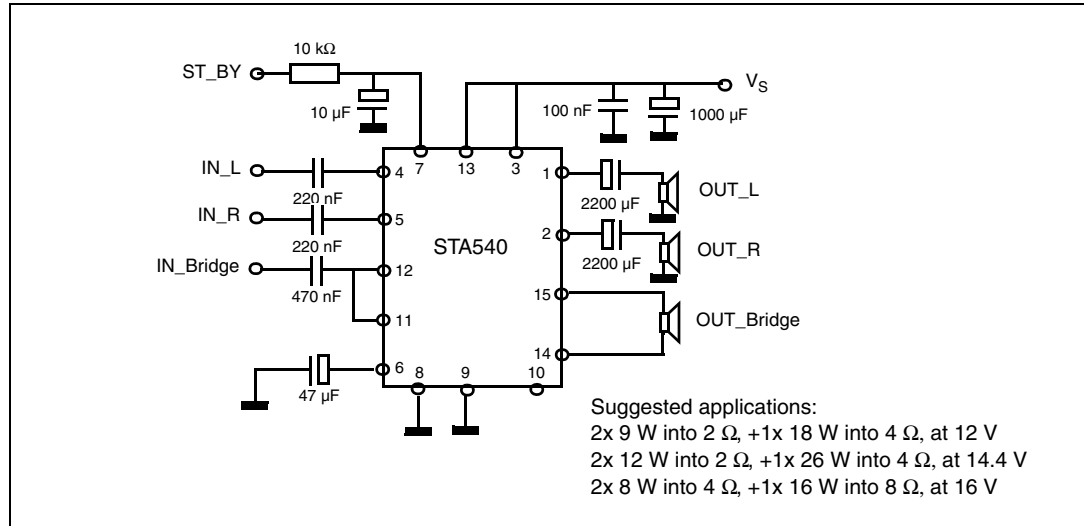 10 kΩ
ST_BY
10 µF
V_S
100 nF
1000 µF
IN_L
220 nF
IN_R
220 nF
IN_Bridge
470 nF
47 µF
7
13
3
4
5
12
11
6
8
9
10
1
2
15
14
STA540
2200 µF
OUT_L
2200 µF
OUT_R
OUT_Bridge
Suggested applications:
2x 9 W into 2 Ω, +1x 18 W into 4 Ω, at 12 V
2x 12 W into 2 Ω, +1x 26 W into 4 Ω, at 14.4 V
2x 8 W into 4 Ω, +1x 16 W into 8 Ω, at 16 V